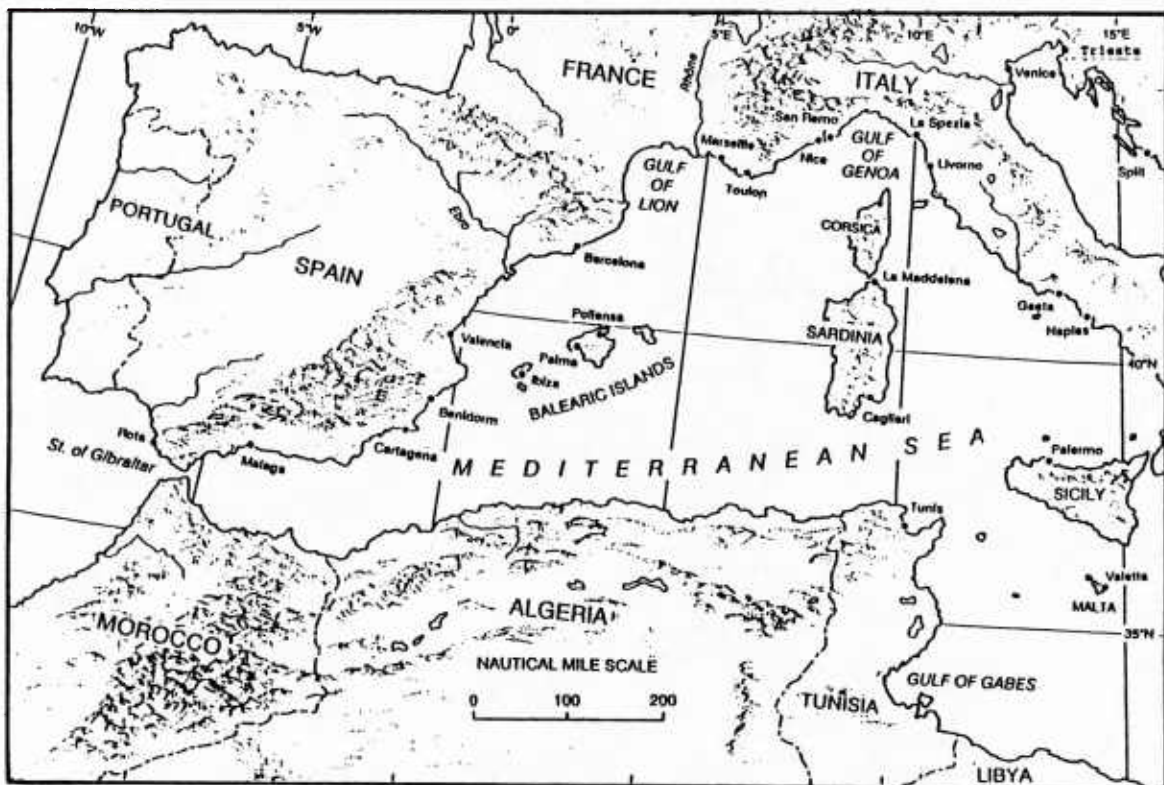 10°W
5°W
0°
5°E
10°E
15°E
Trieste
FRANCE
Rhône
ITALY
Venice
San Remo
La Spezia
Marseille
Nice
GULF
OF
GENOA
Livorno
Split
GULF
OF
LION
Toulon
PORTUGAL
Ebro
CORSICA
SPAIN
Barcelona
La Maddelena
Gaeta
Naples
Pollensa
SARDINIA
Valencia
Palma
40°N
Ibiza
BALEARIC ISLANDS
Benidorm
Cagliari
Rota
St. of Gibraltar
Malaga
Cartagena
MEDITERRANEAN SEA
Palermo
SICILY
Tunis
Valetta
MALTA
ALGERIA
MOROCCO
35°N
NAUTICAL MILE SCALE
0 100 200
GULF OF GABES
TUNISIA
LIBYA